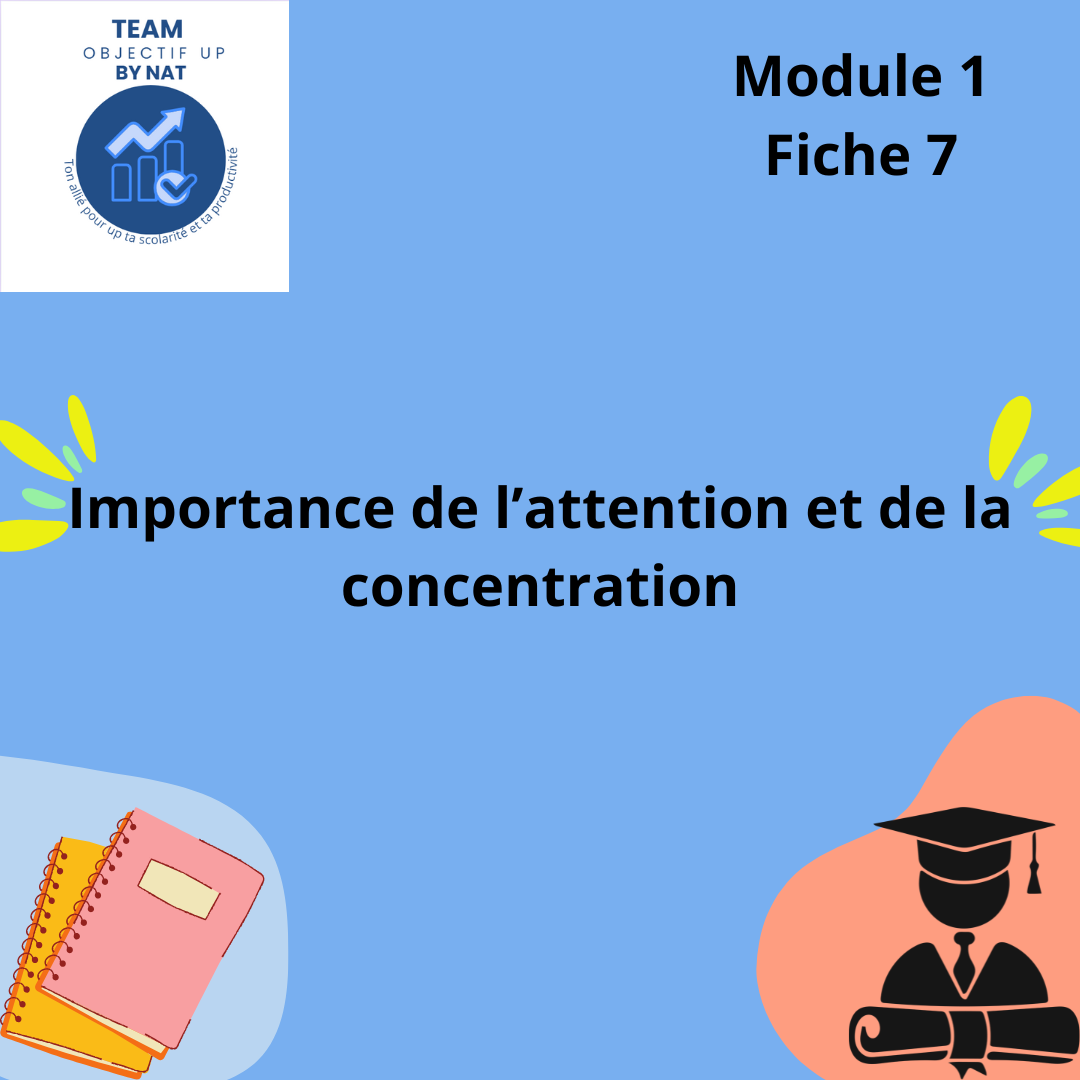 TEAM
OBJECTIF UP
BY NAT
Ton allié pour up ta scolarité et ta productivité
Module 1
Fiche 7
Importance de l’attention et de la
concentration